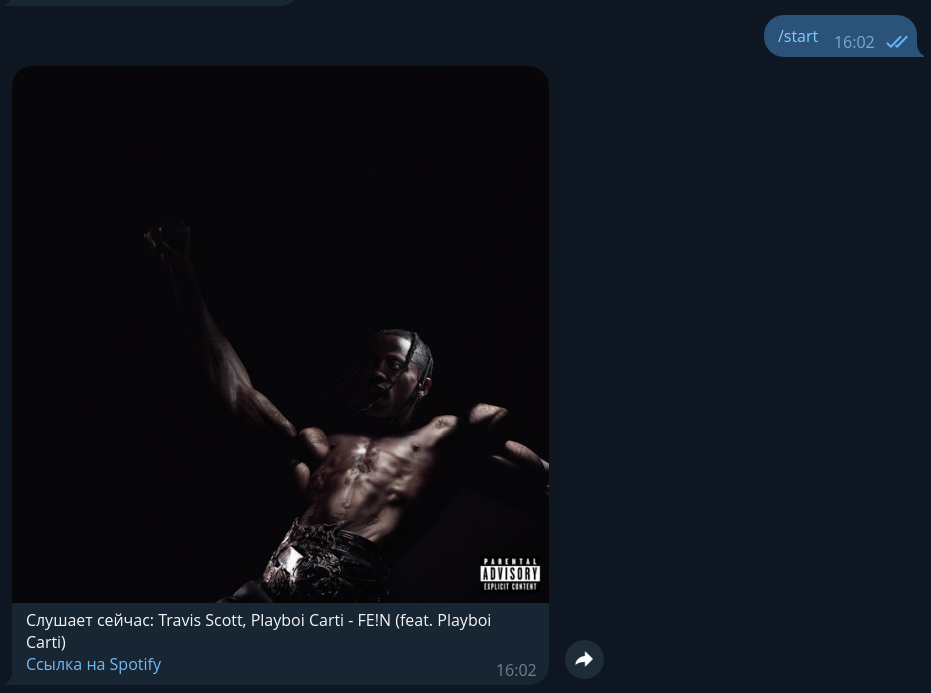 /start 16:02
PARENTAL
ADVISORY
EXPLICIT CONTENT
Слушает сейчас: Travis Scott, Playboi Carti - FE!N (feat. Playboi
Carti)
Ссылка на Spotify
16:02